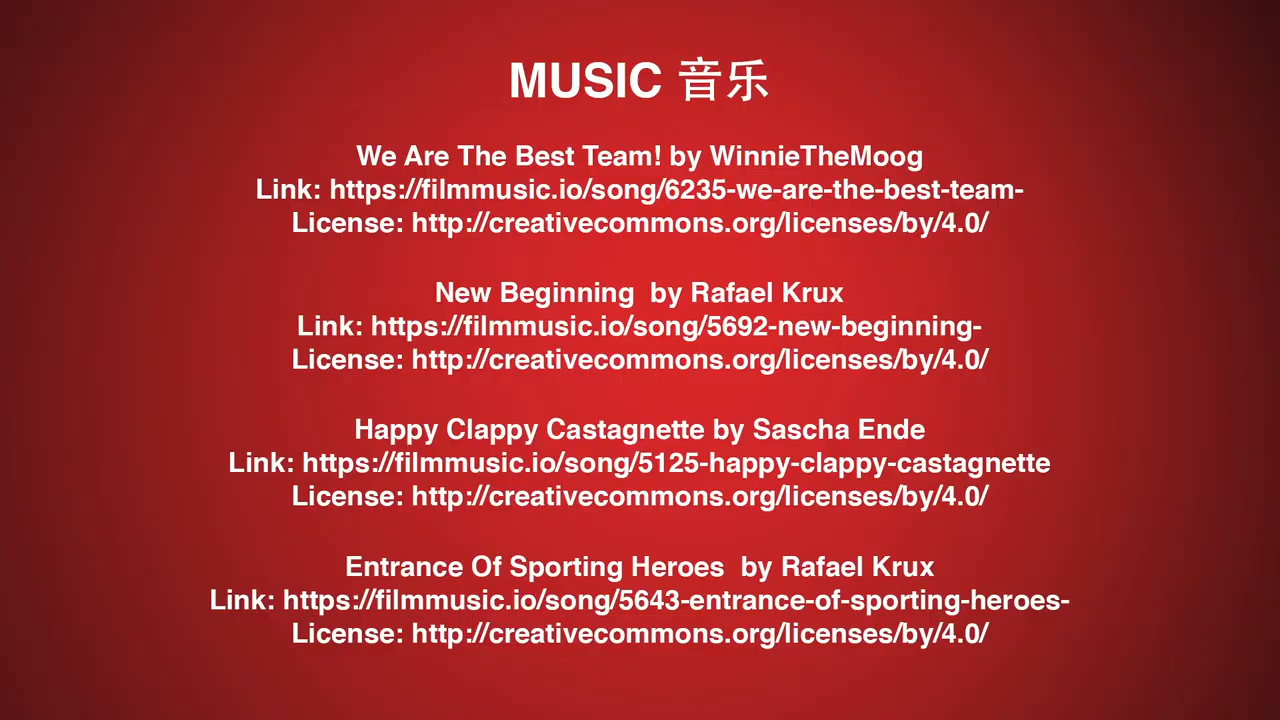 MUSIC 音乐
We Are The Best Team! by WinnieTheMoog
Link: https://filmmusic.io/song/6235-we-are-the-best-team-
License: http://creativecommons.org/licenses/by/4.0/
New Beginning  by Rafael Krux
Link: https://filmmusic.io/song/5692-new-beginning-
License: http://creativecommons.org/licenses/by/4.0/
Happy Clappy Castagnette by Sascha Ende
Link: https://filmmusic.io/song/5125-happy-clappy-castagnette
License: http://creativecommons.org/licenses/by/4.0/
Entrance Of Sporting Heroes  by Rafael Krux
Link: https://filmmusic.io/song/5643-entrance-of-sporting-heroes-
License: http://creativecommons.org/licenses/by/4.0/